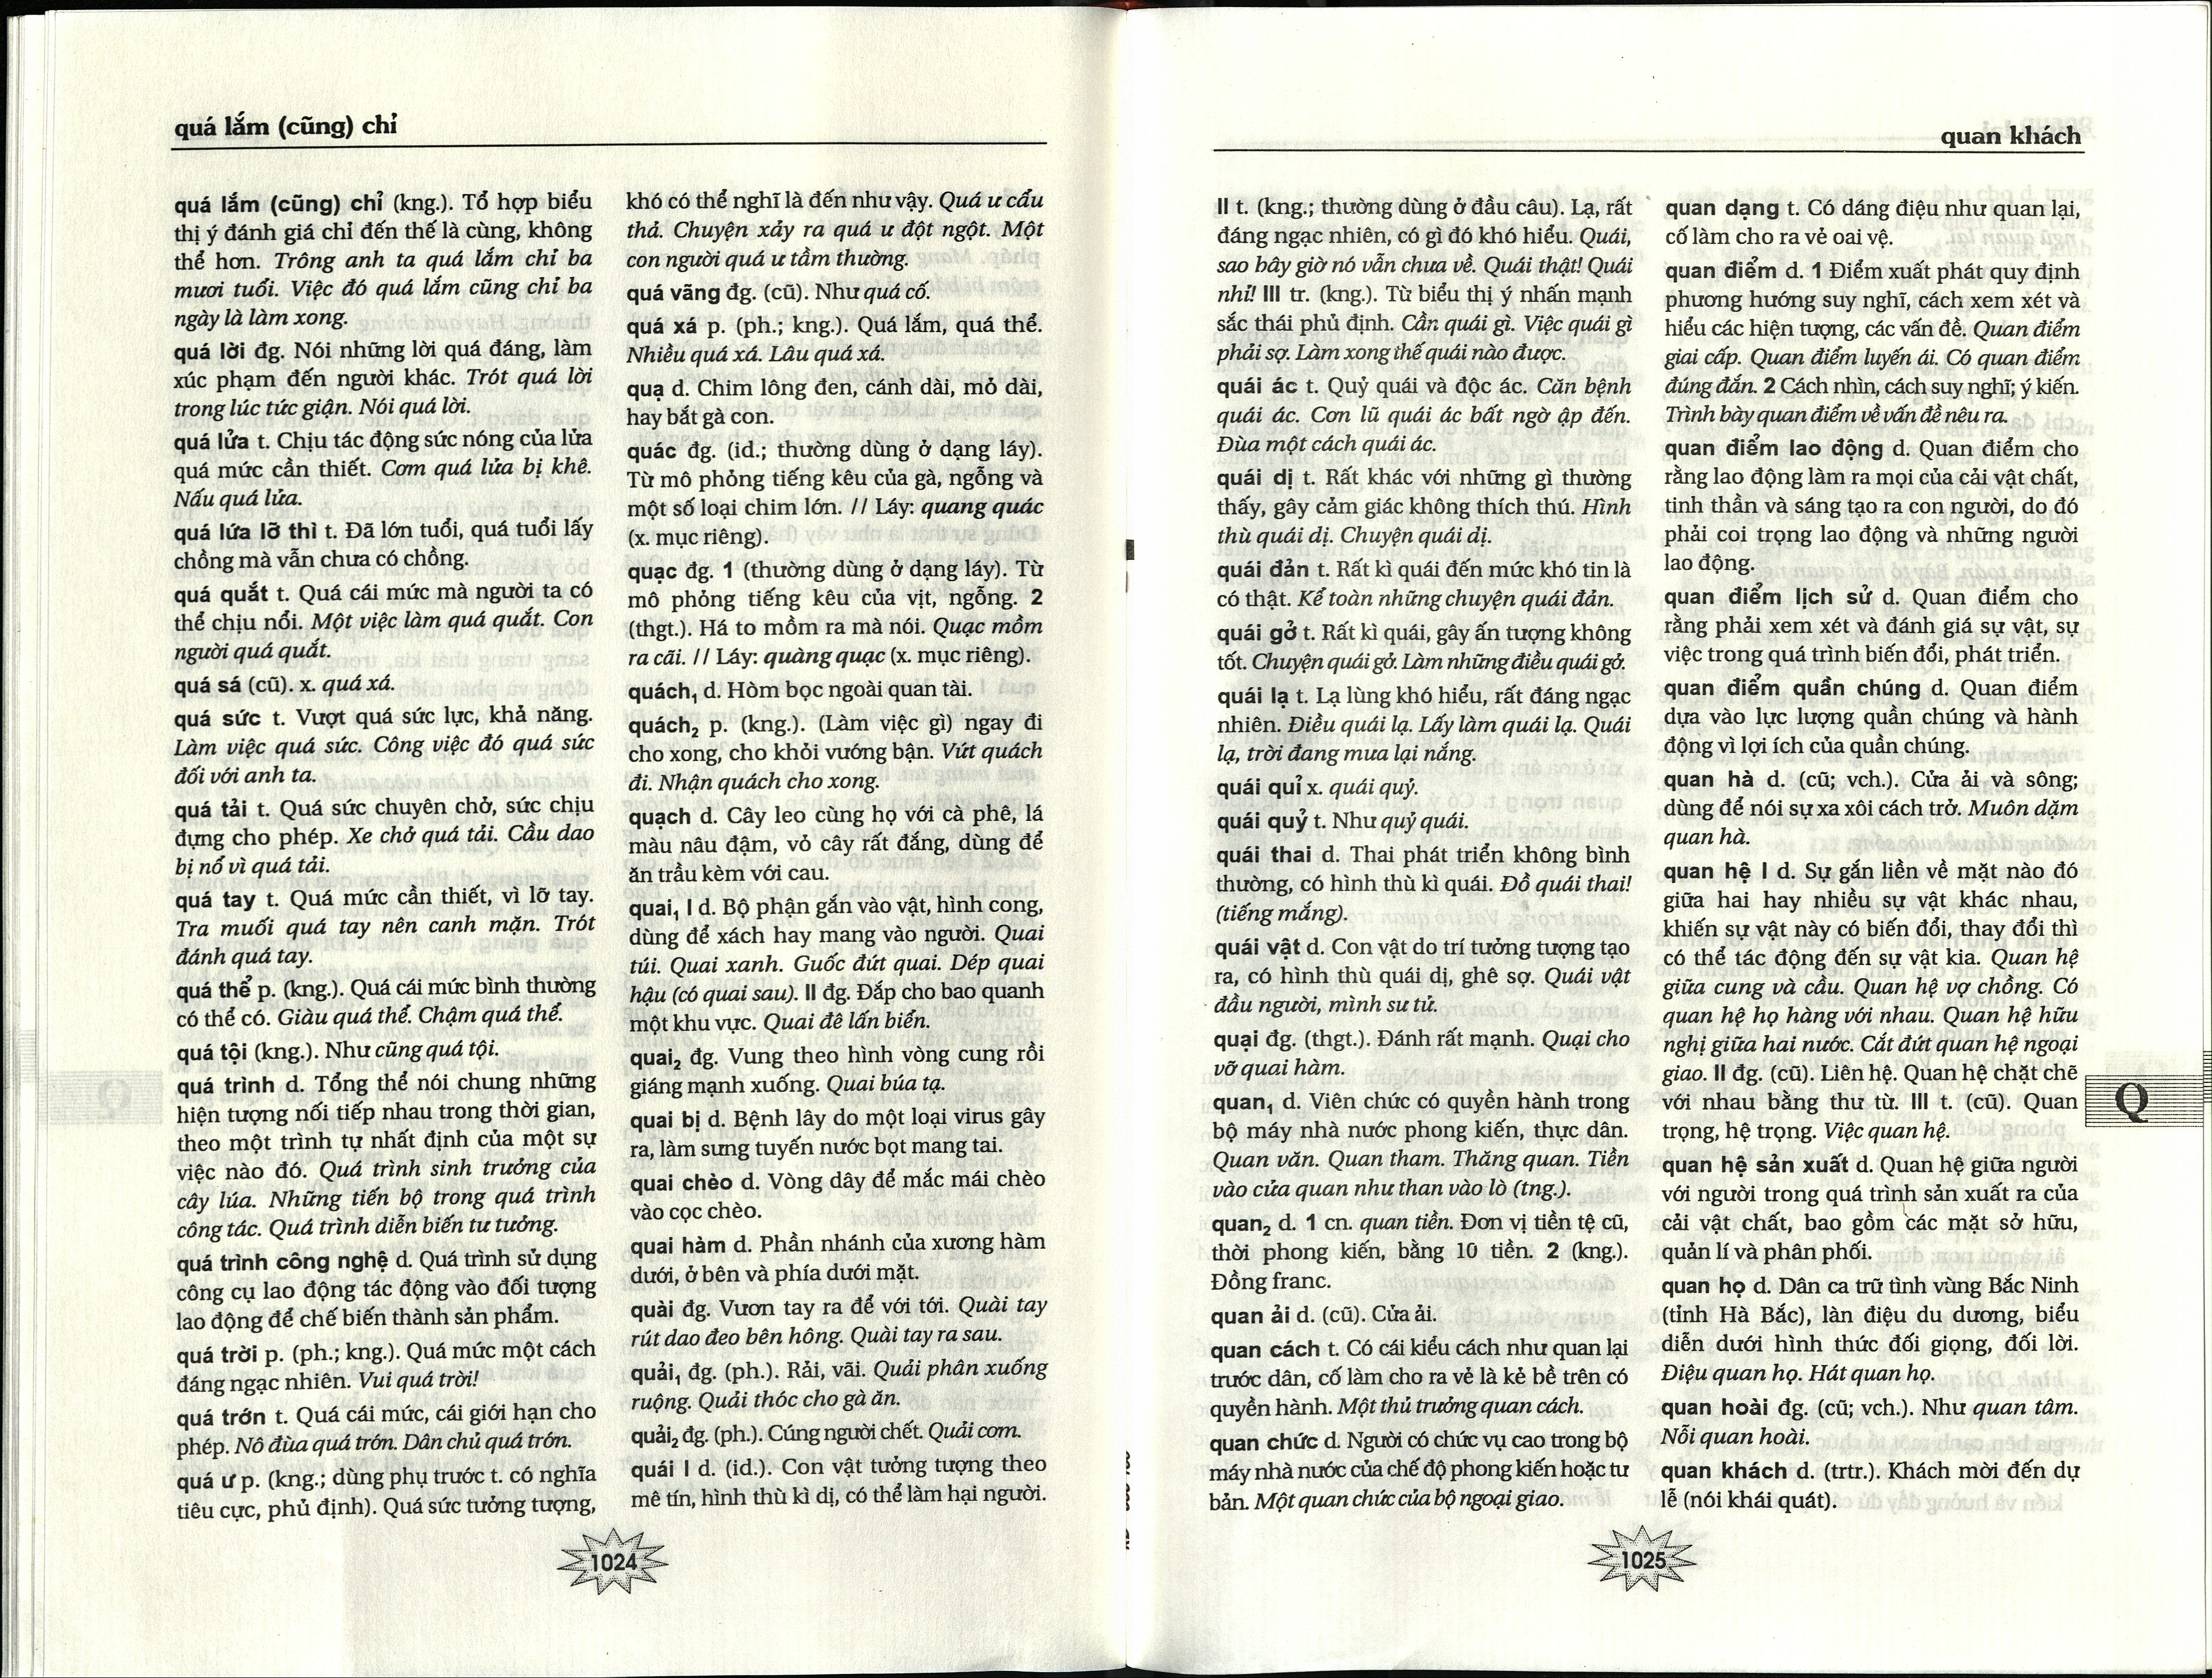 quá lắm (cũng) chỉ
quá lắm (cũng) chỉ (kng.). Tổ hợp biểu
thị ý đánh giá chỉ đến thế là cùng, không
thể hơn. Trông anh ta quá lắm chỉ ba
mươi tuổi. Việc đó quá lắm cũng chỉ ba
ngày là làm xong.
quá lời đg. Nói những lời quá đáng, làm
xúc phạm đến người khác. Trót quá lời
trong lúc tức giận. Nói quá lời.
quá lửa t. Chịu tác động sức nóng của lửa
quá mức cần thiết. Cơm quá lửa bị khê.
Nấu quá lửa.
quá lứa lỡ thì t. Đã lớn tuổi, quá tuổi lấy
chồng mà vẫn chưa có chồng.
quá quắt t. Quá cái mức mà người ta có
thể chịu nổi. Một việc làm quá quắt. Con
người quá quắt.
quá sá (cũ). x. quá xá.
quá sức t. Vượt quá sức lực, khả năng.
Làm việc quá sức. Công việc đó quá sức
đối với anh ta.
quá tải t. Quá sức chuyên chở, sức chịu
đựng cho phép. Xe chở quá tải. Cầu dao
bị nổ vì quá tải.
quá tay t. Quá mức cần thiết, vì lỡ tay.
Tra muối quá tay nên canh mặn. Trót
đánh quá tay.
quá thể p. (kng.). Quá cái mức bình thường
có thể có. Giàu quá thể. Chậm quá thể.
quá tội (kng.). Như cũng quá tội.
quá trình d. Tổng thể nói chung những
hiện tượng nối tiếp nhau trong thời gian,
theo một trình tự nhất định của một sự
việc nào đó. Quá trình sinh trưởng của
cây lúa. Những tiến bộ trong quá trình
công tác. Quá trình diễn biến tư tưởng.
quá trình công nghệ d. Quá trình sử dụng
công cụ lao động tác động vào đối tượng
lao động để chế biến thành sản phẩm.
quá trời p. (ph.; kng.). Quá mức một cách
đáng ngạc nhiên. Vui quá trời!
quá trớn t. Quá cái mức, cái giới hạn cho
phép. Nô đùa quá trớn. Dân chủ quá trớn.
quá ư p. (kng.; dùng phụ trước t. có nghĩa
tiêu cực, phủ định). Quá sức tưởng tượng,
khó có thể nghĩ là đến như vậy. Quá ư cẩu
thả. Chuyện xảy ra quá ư đột ngột. Một
con người quá ư tầm thường.
quá vãng đg. (cũ). Như quá cố.
quá xá p. (ph.; kng.). Quá lắm, quá thể.
Nhiều quá xá. Lâu quá xá.
quạ d. Chim lông đen, cánh dài, mỏ dài,
hay bắt gà con.
quác đg. (id.; thường dùng ở dạng láy).
Từ mô phỏng tiếng kêu của gà, ngỗng và
một số loại chim lớn. // Láy: quang quác
(x. mục riêng).
quạc đg. 1 (thường dùng ở dạng láy). Từ
mô phỏng tiếng kêu của vịt, ngỗng. 2
(thgt.). Há to mồm ra mà nói. Quạc mồm
ra cãi. // Láy: quàng quạc (x. mục riêng).
quách₁ d. Hòm bọc ngoài quan tài.
quách₂ p. (kng.). (Làm việc gì) ngay đi
cho xong, cho khỏi vướng bận. Vứt quách
đi. Nhận quách cho xong.
quạch d. Cây leo cùng họ với cà phê, lá
màu nâu đậm, vỏ cây rất đắng, dùng để
ăn trầu kèm với cau.
quai₁ I d. Bộ phận gắn vào vật, hình cong,
dùng để xách hay mang vào người. Quai
túi. Quai xanh. Guốc đứt quai. Dép quai
hậu (có quai sau). II đg. Đắp cho bao quanh
một khu vực. Quai đê lấn biển.
quai₂ đg. Vung theo hình vòng cung rồi
giáng mạnh xuống. Quai búa tạ.
quai bị d. Bệnh lây do một loại virus gây
ra, làm sưng tuyến nước bọt mang tai.
quai chèo d. Vòng dây để mắc mái chèo
vào cọc chèo.
quai hàm d. Phần nhánh của xương hàm
dưới, ở bên và phía dưới mặt.
quài đg. Vươn tay ra để với tới. Quài tay
rút dao đeo bên hông. Quài tay ra sau.
quải₁ đg. (ph.). Rải, vãi. Quải phân xuống
ruộng. Quải thóc cho gà ăn.
quải₂ đg. (ph.). Cúng người chết. Quải cơm.
quái I d. (id.). Con vật tưởng tượng theo
mê tín, hình thù kì dị, có thể làm hại người.
1024
quan khách
II t. (kng.; thường dùng ở đầu câu). Lạ, rất
đáng ngạc nhiên, có gì đó khó hiểu. Quái,
sao bây giờ nó vẫn chưa về. Quái thật! Quái
nhỉ! III tr. (kng.). Từ biểu thị ý nhấn mạnh
sắc thái phủ định. Cần quái gì. Việc quái gì
phải sợ. Làm xong thế quái nào được.
quái ác t. Quỷ quái và độc ác. Căn bệnh
quái ác. Cơn lũ quái ác bất ngờ ập đến.
Đùa một cách quái ác.
quái dị t. Rất khác với những gì thường
thấy, gây cảm giác không thích thú. Hình
thù quái dị. Chuyện quái dị.
quái đản t. Rất kì quái đến mức khó tin là
có thật. Kể toàn những chuyện quái đản.
quái gở t. Rất kì quái, gây ấn tượng không
tốt. Chuyện quái gở. Làm những điều quái gở.
quái lạ t. Lạ lùng khó hiểu, rất đáng ngạc
nhiên. Điều quái lạ. Lấy làm quái lạ. Quái
lạ, trời đang mưa lại nắng.
quái quỉ x. quái quỷ.
quái quỷ t. Như quỷ quái.
quái thai d. Thai phát triển không bình
thường, có hình thù kì quái. Đồ quái thai!
(tiếng mắng).
quái vật d. Con vật do trí tưởng tượng tạo
ra, có hình thù quái dị, ghê sợ. Quái vật
đầu người, mình sư tử.
quại đg. (thgt.). Đánh rất mạnh. Quại cho
vỡ quai hàm.
quan₁ d. Viên chức có quyền hành trong
bộ máy nhà nước phong kiến, thực dân.
Quan văn. Quan tham. Thăng quan. Tiền
vào cửa quan như than vào lò (tng.).
quan₂ d. 1 cn. quan tiền. Đơn vị tiền tệ cũ,
thời phong kiến, bằng 10 tiền. 2 (kng.).
Đồng franc.
quan ải d. (cũ). Cửa ải.
quan cách t. Có cái kiểu cách như quan lại
trước dân, cố làm cho ra vẻ là kẻ bề trên có
quyền hành. Một thủ trưởng quan cách.
quan chức d. Người có chức vụ cao trong bộ
máy nhà nước của chế độ phong kiến hoặc tư
bản. Một quan chức của bộ ngoại giao.
quan dạng t. Có dáng điệu như quan lại,
cố làm cho ra vẻ oai vệ.
quan điểm d. 1 Điểm xuất phát quy định
phương hướng suy nghĩ, cách xem xét và
hiểu các hiện tượng, các vấn đề. Quan điểm
giai cấp. Quan điểm luyến ái. Có quan điểm
đúng đắn. 2 Cách nhìn, cách suy nghĩ; ý kiến.
Trình bày quan điểm về vấn đề nêu ra.
quan điểm lao động d. Quan điểm cho
rằng lao động làm ra mọi của cải vật chất,
tinh thần và sáng tạo ra con người, do đó
phải coi trọng lao động và những người
lao động.
quan điểm lịch sử d. Quan điểm cho
rằng phải xem xét và đánh giá sự vật, sự
việc trong quá trình biến đổi, phát triển.
quan điểm quần chúng d. Quan điểm
dựa vào lực lượng quần chúng và hành
động vì lợi ích của quần chúng.
quan hà d. (cũ; vch.). Cửa ải và sông;
dùng để nói sự xa xôi cách trở. Muôn dặm
quan hà.
quan hệ I d. Sự gắn liền về mặt nào đó
giữa hai hay nhiều sự vật khác nhau,
khiến sự vật này có biến đổi, thay đổi thì
có thể tác động đến sự vật kia. Quan hệ
giữa cung và cầu. Quan hệ vợ chồng. Có
quan hệ họ hàng với nhau. Quan hệ hữu
nghị giữa hai nước. Cắt đứt quan hệ ngoại
giao. II đg. (cũ). Liên hệ. Quan hệ chặt chẽ
với nhau bằng thư từ. III t. (cũ). Quan
trọng, hệ trọng. Việc quan hệ.
quan hệ sản xuất d. Quan hệ giữa người
với người trong quá trình sản xuất ra của
cải vật chất, bao gồm các mặt sở hữu,
quản lí và phân phối.
quan họ d. Dân ca trữ tình vùng Bắc Ninh
(tỉnh Hà Bắc), làn điệu du dương, biểu
diễn dưới hình thức đối giọng, đối lời.
Điệu quan họ. Hát quan họ.
quan hoài đg. (cũ; vch.). Như quan tâm.
Nỗi quan hoài.
quan khách d. (trtr.). Khách mời đến dự
lễ (nói khái quát).
Q
1025